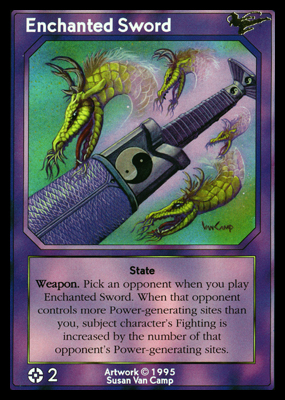 Enchanted Sword
VAN CAMP
State
Weapon. Pick an opponent when you play
Enchanted Sword. When that opponent
controls more Power-generating sites than
you, subject character's Fighting is
increased by the number of that
opponent's Power-generating sites.
2
Artwork © 1995
Susan Van Camp